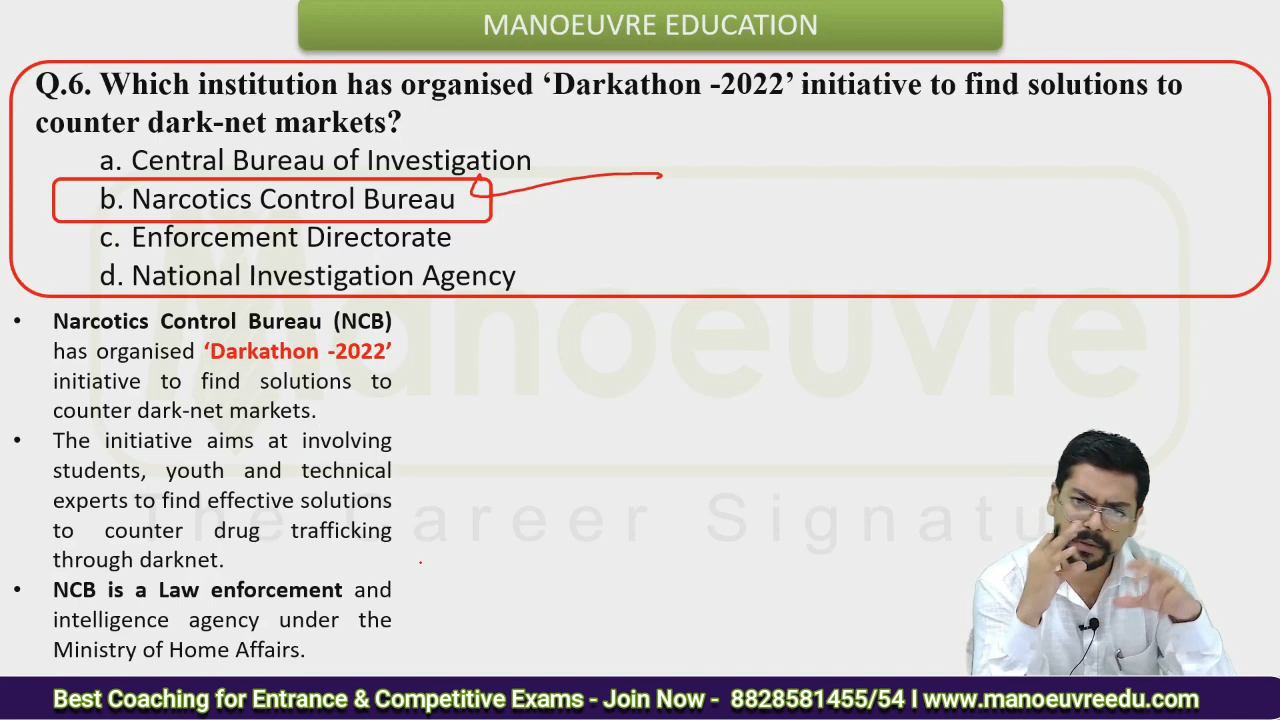 MANOEUVRE EDUCATION
Q.6. Which institution has organised ‘Darkathon -2022’ initiative to find solutions to
counter dark-net markets?
a. Central Bureau of Investigation
b. Narcotics Control Bureau
c. Enforcement Directorate
d. National Investigation Agency
• Narcotics Control Bureau (NCB)
has organised ‘Darkathon -2022’
initiative to find solutions to
counter dark-net markets.
• The initiative aims at involving
students, youth and technical
experts to find effective solutions
to counter drug trafficking
through darknet.
• NCB is a Law enforcement and
intelligence agency under the
Ministry of Home Affairs.
Manoeuvre
The Career Signature
Best Coaching for Entrance & Competitive Exams - Join Now - 8828581455/54 I www.manoeuvreedu.com